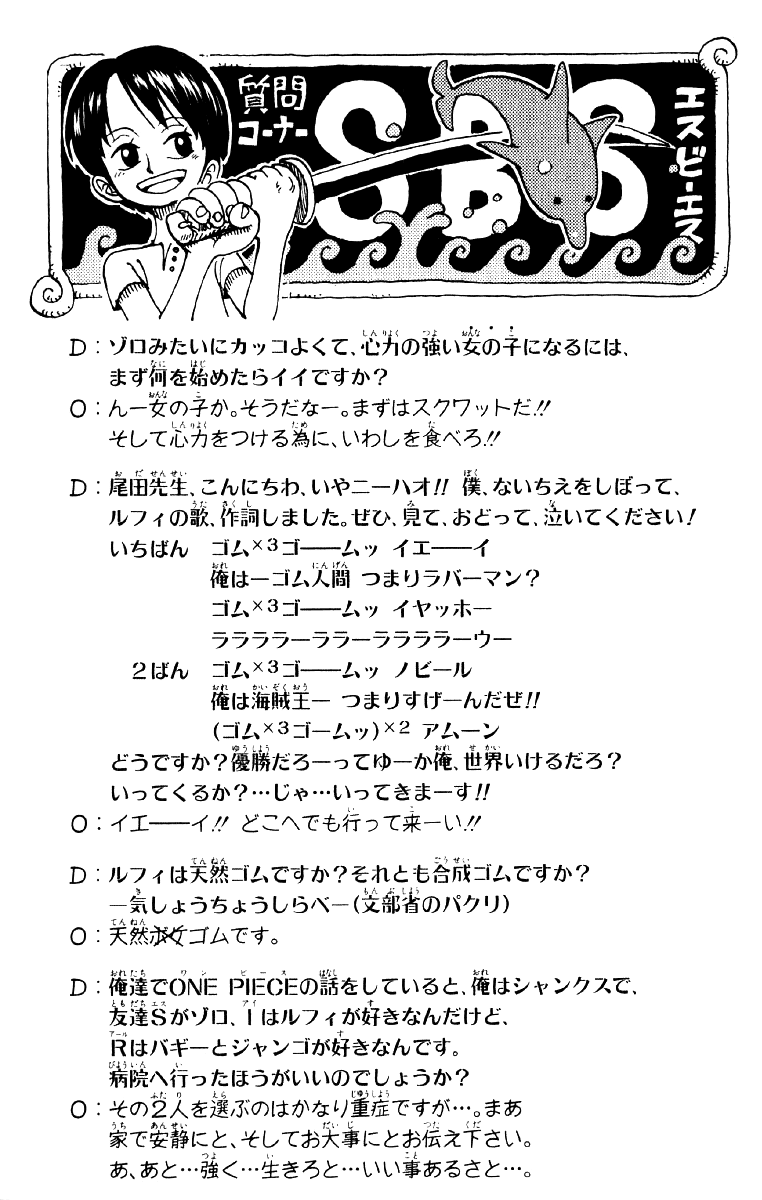 質問
コーナー
SBS
エスビーエス
D：ゾロみたいにカッコよくて、心力の強い女の子になるには、
まず何を始めたらイイですか？
O：んー女の子か。そうだなー。まずはスクワットだ!!
そして心力をつける為に、いわしを食べろ!!
D：尾田先生、こんにちわ、いやニーハオ!! 僕、ないちえをしぼって、
ルフィの歌、作詞しました。ぜひ、見て、おどって、泣いてください!
いちばん ゴム×3ゴ——ムッ イエ——イ
俺はーゴム人間 つまりラバーマン？
ゴム×3ゴ——ムッ イヤッホー
ラララララーララーララララーウー
2ばん ゴム×3ゴ——ムッ ノビール
俺は海賊王ー つまりすげーんだぜ!!
(ゴム×3ゴームッ)×2 アムーン
どうですか？優勝だろーってゆーか俺、世界いけるだろ？
いってくるか？…じゃ…いってきまーす!!
O：イエ——イ!! どこへでも行って来ーい!!
D：ルフィは天然ゴムですか？それとも合成ゴムですか？
―気しょうちょうしらべ―(文部省のパクリ)
O：天然ボケゴムです。
D：俺達でONE PIECEの話をしていると、俺はシャンクスで、
友達Sがゾロ、Iはルフィが好きなんだけど、
Rはバギーとジャンゴが好きなんです。
病院へ行ったほうがいいのでしょうか？
O：その2人を選ぶのはかなり重症ですが…。まあ
家で安静にと、そしてお大事にとお伝え下さい。
あ、あと…強く…生きろと…いい事あるさと…。